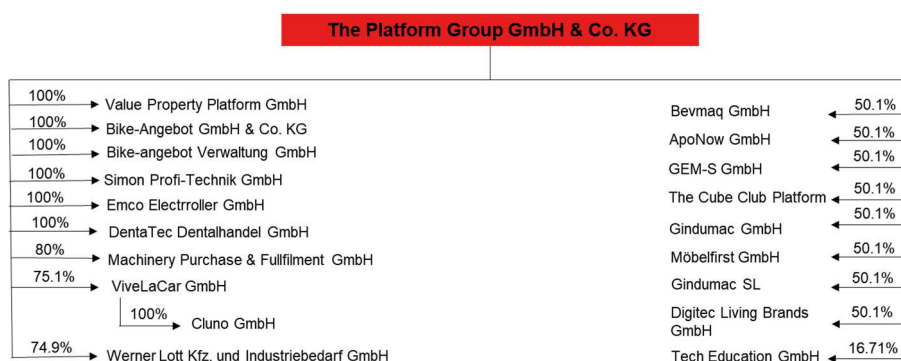 The Platform Group GmbH & Co. KG
100%
Value Property Platform GmbH
100%
Bike-Angebot GmbH & Co. KG
100%
Bike-angebot Verwaltung GmbH
100%
Simon Profi-Technik GmbH
100%
Emco Electrroller GmbH
100%
DentaTec Dentalhandel GmbH
80%
Machinery Purchase & Fullfilment GmbH
75.1%
ViveLaCar GmbH
100%
Cluno GmbH
74.9%
Werner Lott Kfz. und Industriebedarf GmbH
Bevmaq GmbH
50.1%
ApoNow GmbH
50.1%
GEM-S GmbH
50.1%
The Cube Club Platform
50.1%
Gindumac GmbH
50.1%
Möbelfirst GmbH
50.1%
Gindumac SL
50.1%
Digitec Living Brands
GmbH
50.1%
Tech Education GmbH
16.71%